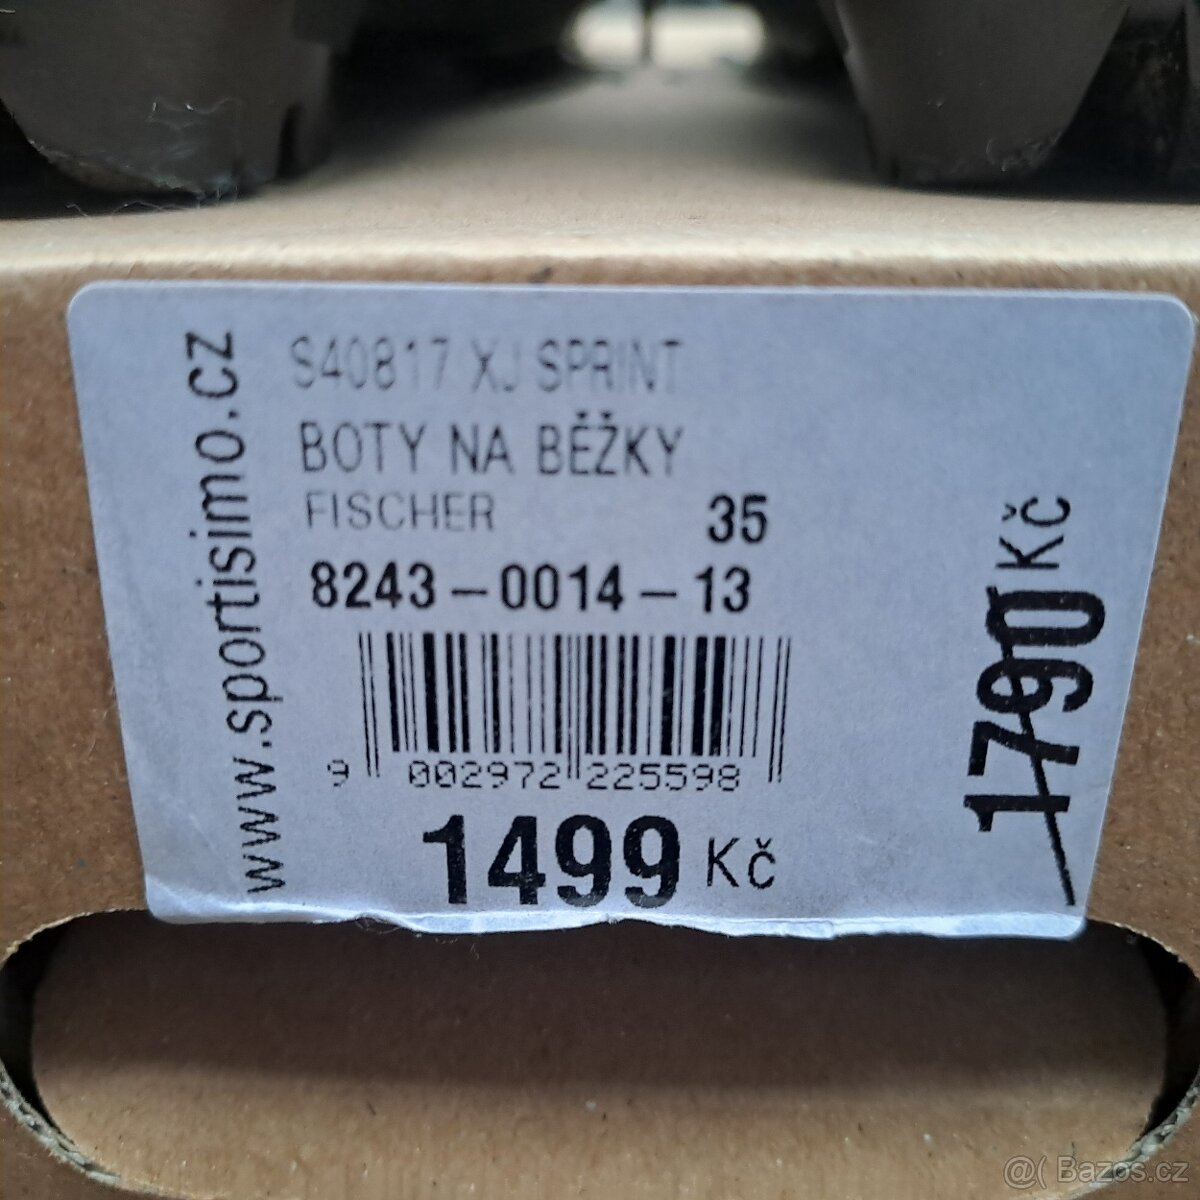 www.sportisimo.cz
S40817 XJ SPRINT
BOTY NA BĚŽKY
FISCHER 35
8243-0014-13
9 002972 225598
1499 Kč
1790 Kč
@( Bazos.cz